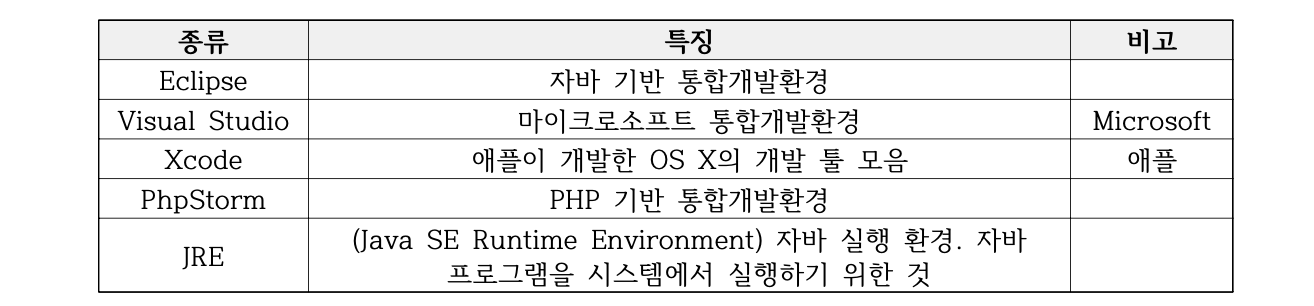 종류 특징 비고
Eclipse 자바 기반 통합개발환경
Visual Studio 마이크로소프트 통합개발환경 Microsoft
Xcode 애플이 개발한 OS X의 개발 툴 모음 애플
PhpStorm PHP 기반 통합개발환경
JRE (Java SE Runtime Environment) 자바 실행 환경. 자바
프로그램을 시스템에서 실행하기 위한 것